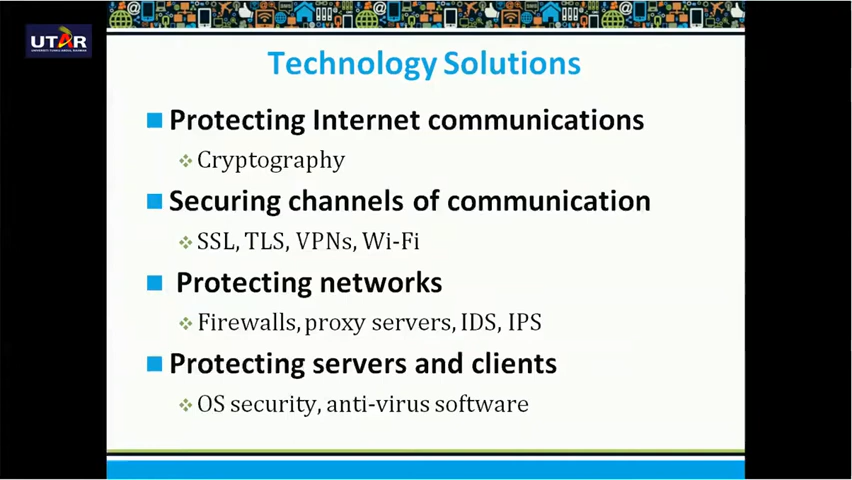 UTAR
Technology Solutions
Protecting Internet communications
Cryptography
Securing channels of communication
SSL, TLS, VPNs, Wi-Fi
Protecting networks
Firewalls, proxy servers, IDS, IPS
Protecting servers and clients
OS security, anti-virus software